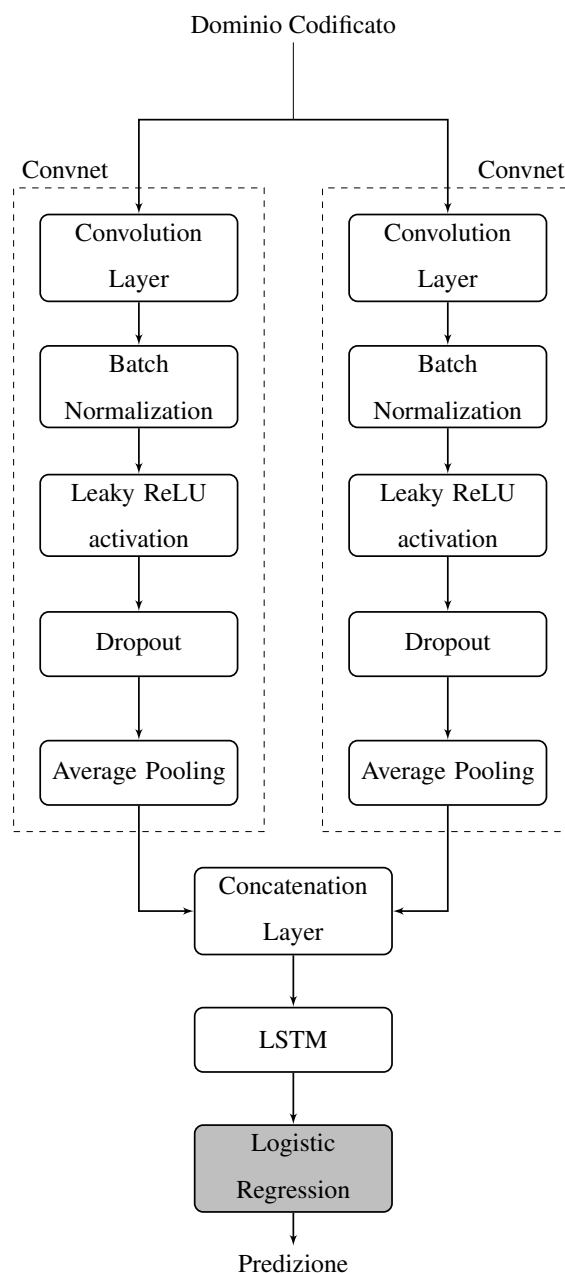 Dominio Codificato
Convnet
Convolution
Layer
Batch
Normalization
Leaky ReLU
activation
Dropout
Average Pooling
Convnet
Convolution
Layer
Batch
Normalization
Leaky ReLU
activation
Dropout
Average Pooling
Concatenation
Layer
LSTM
Logistic
Regression
Predizione